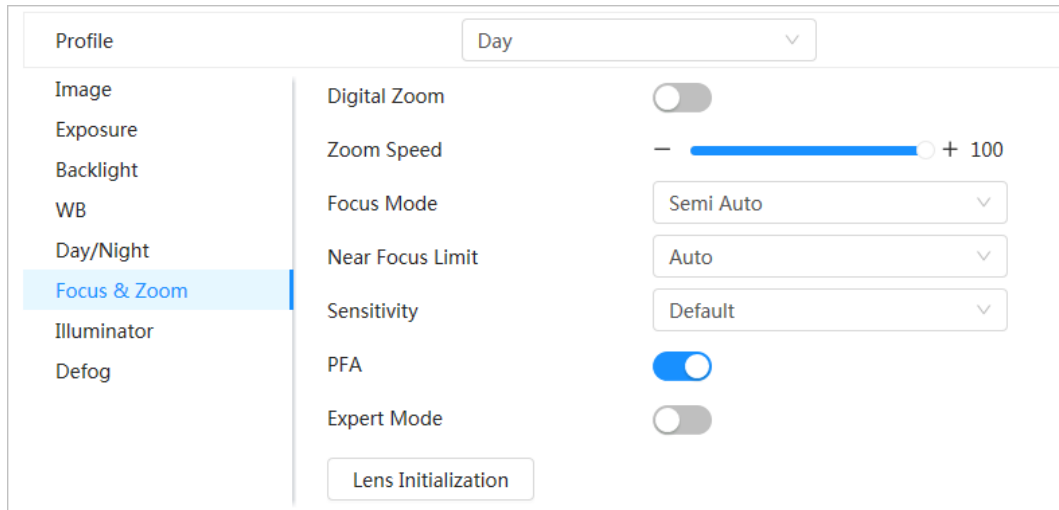 Profile Day
Image
Digital Zoom
Exposure
Zoom Speed − + 100
Backlight
WB
Focus Mode Semi Auto
Day/Night
Near Focus Limit Auto
Focus & Zoom
Sensitivity Default
Illuminator
Defog
PFA
Expert Mode
Lens Initialization